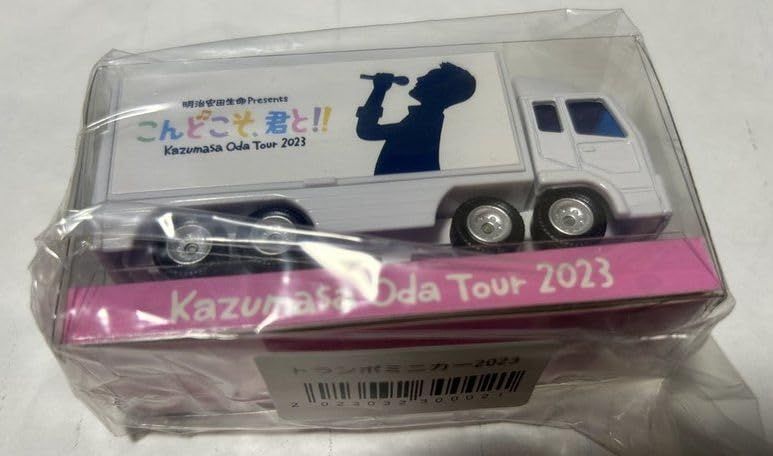 明治安田生命Presents
こんどこそ、君と!!
Kazumasa Oda Tour 2023
Kazumasa Oda Tour 2023
トランポミニカー2023
2023032300021